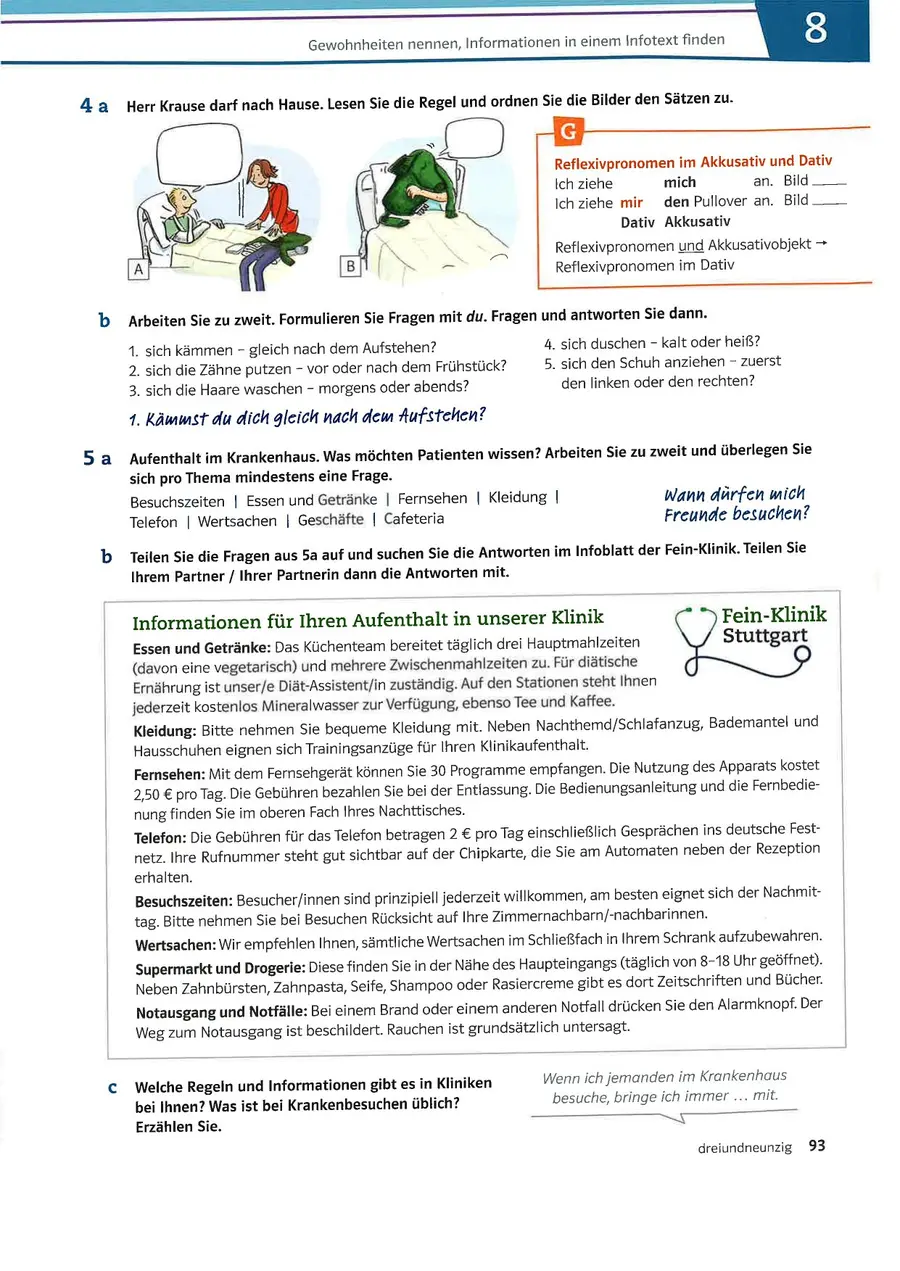 Gewohnheiten nennen, Informationen in einem Infotext finden
8
4 a Herr Krause darf nach Hause. Lesen Sie die Regel und ordnen Sie die Bilder den Sätzen zu.
A
B
G
Reflexivpronomen im Akkusativ und Dativ
Ich ziehe mich an. Bild ____
Ich ziehe mir den Pullover an. Bild ____
Dativ Akkusativ
Reflexivpronomen und Akkusativobjekt →
Reflexivpronomen im Dativ
b Arbeiten Sie zu zweit. Formulieren Sie Fragen mit du. Fragen und antworten Sie dann.
1. sich kämmen – gleich nach dem Aufstehen?
2. sich die Zähne putzen – vor oder nach dem Frühstück?
3. sich die Haare waschen – morgens oder abends?
4. sich duschen – kalt oder heiß?
5. sich den Schuh anziehen – zuerst
den linken oder den rechten?
1. Kämmst du dich gleich nach dem Aufstehen?
5 a Aufenthalt im Krankenhaus. Was möchten Patienten wissen? Arbeiten Sie zu zweit und überlegen Sie
sich pro Thema mindestens eine Frage.
Besuchszeiten | Essen und Getränke | Fernsehen | Kleidung |
Telefon | Wertsachen | Geschäfte | Cafeteria
Wann dürfen mich
Freunde besuchen?
b Teilen Sie die Fragen aus 5a auf und suchen Sie die Antworten im Infoblatt der Fein-Klinik. Teilen Sie
Ihrem Partner / Ihrer Partnerin dann die Antworten mit.
Informationen für Ihren Aufenthalt in unserer Klinik
Fein-Klinik
Stuttgart
Essen und Getränke: Das Küchenteam bereitet täglich drei Hauptmahlzeiten
(davon eine vegetarisch) und mehrere Zwischenmahlzeiten zu. Für diätische
Ernährung ist unser/e Diät-Assistent/in zuständig. Auf den Stationen steht Ihnen
jederzeit kostenlos Mineralwasser zur Verfügung, ebenso Tee und Kaffee.
Kleidung: Bitte nehmen Sie bequeme Kleidung mit. Neben Nachthemd/Schlafanzug, Bademantel und
Hausschuhen eignen sich Trainingsanzüge für Ihren Klinikaufenthalt.
Fernsehen: Mit dem Fernsehgerät können Sie 30 Programme empfangen. Die Nutzung des Apparats kostet
2,50 € pro Tag. Die Gebühren bezahlen Sie bei der Entlassung. Die Bedienungsanleitung und die Fernbedie-
nung finden Sie im oberen Fach Ihres Nachttisches.
Telefon: Die Gebühren für das Telefon betragen 2 € pro Tag einschließlich Gesprächen ins deutsche Fest-
netz. Ihre Rufnummer steht gut sichtbar auf der Chipkarte, die Sie am Automaten neben der Rezeption
erhalten.
Besuchszeiten: Besucher/innen sind prinzipiell jederzeit willkommen, am besten eignet sich der Nachmit-
tag. Bitte nehmen Sie bei Besuchen Rücksicht auf Ihre Zimmernachbarn/-nachbarinnen.
Wertsachen: Wir empfehlen Ihnen, sämtliche Wertsachen im Schließfach in Ihrem Schrank aufzubewahren.
Supermarkt und Drogerie: Diese finden Sie in der Nähe des Haupteingangs (täglich von 8–18 Uhr geöffnet).
Neben Zahnbürsten, Zahnpasta, Seife, Shampoo oder Rasiercreme gibt es dort Zeitschriften und Bücher.
Notausgang und Notfälle: Bei einem Brand oder einem anderen Notfall drücken Sie den Alarmknopf. Der
Weg zum Notausgang ist beschildert. Rauchen ist grundsätzlich untersagt.
c Welche Regeln und Informationen gibt es in Kliniken
bei Ihnen? Was ist bei Krankenbesuchen üblich?
Erzählen Sie.
Wenn ich jemanden im Krankenhaus
besuche, bringe ich immer ... mit.
dreiundneunzig 93